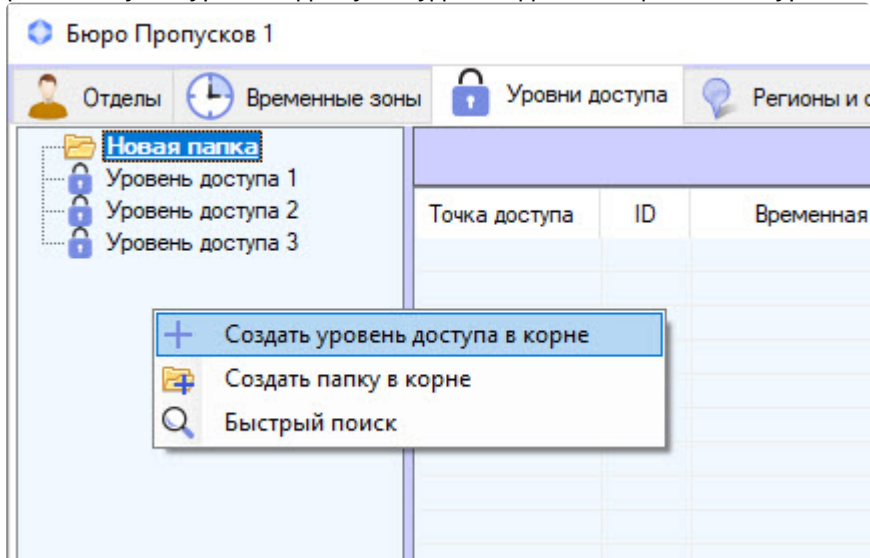 Бюро Пропусков 1
Отделы Временные зоны Уровни доступа Регионы и
Новая папка
Уровень доступа 1
Уровень доступа 2
Уровень доступа 3
Точка доступа ID Временная
Создать уровень доступа в корне
Создать папку в корне
Быстрый поиск